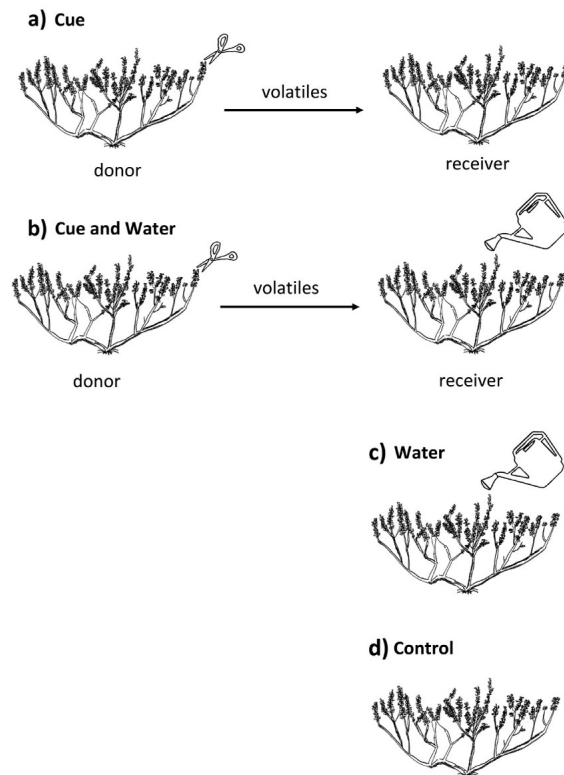 a) Cue
volatiles
donor
receiver
b) Cue and Water
volatiles
donor
receiver
c) Water
d) Control